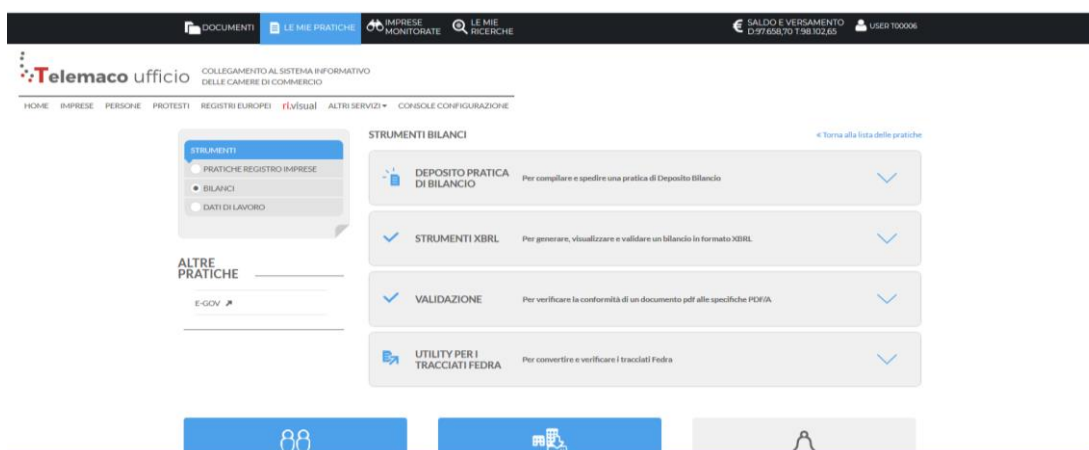 DOCUMENTI
LE MIE PRATICHE
IMPRESE
MONITORATE
LE MIE
RICERCHE
SALDO E VERSAMENTO
D:97.658,70 T:98.102,65
USER T00006
Telemaco ufficio
COLLEGAMENTO AL SISTEMA INFORMATIVO
DELLE CAMERE DI COMMERCIO
HOME IMPRESE PERSONE PROTESTI REGISTRI EUROPEI ri.visual ALTRI SERVIZI CONSOLE CONFIGURAZIONE
STRUMENTI
PRATICHE REGISTRO IMPRESE
BILANCI
DATI DI LAVORO
ALTRE
PRATICHE
E-GOV
STRUMENTI BILANCI
< Torna alla lista delle pratiche
DEPOSITO PRATICA
DI BILANCIO
Per compilare e spedire una pratica di Deposito Bilancio
STRUMENTI XBRL
Per generare, visualizzare e validare un bilancio in formato XBRL
VALIDAZIONE
Per verificare la conformità di un documento pdf alle specifiche PDF/A
UTILITY PER I
TRACCIATI FEDRA
Per convertire e verificare i tracciati Fedra